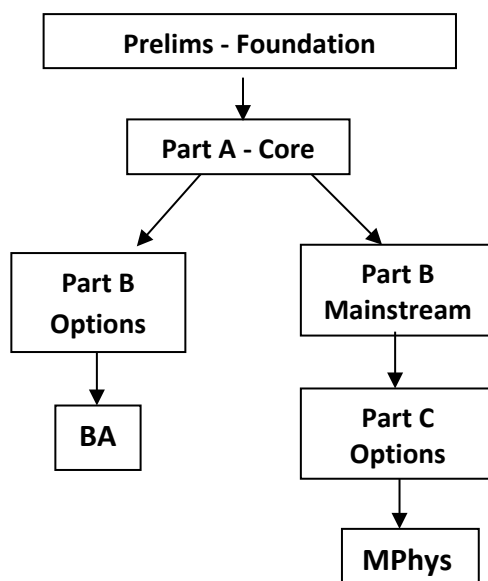 Prelims - Foundation
Part A - Core
Part B
Options
BA
Part B
Mainstream
Part C
Options
MPhys